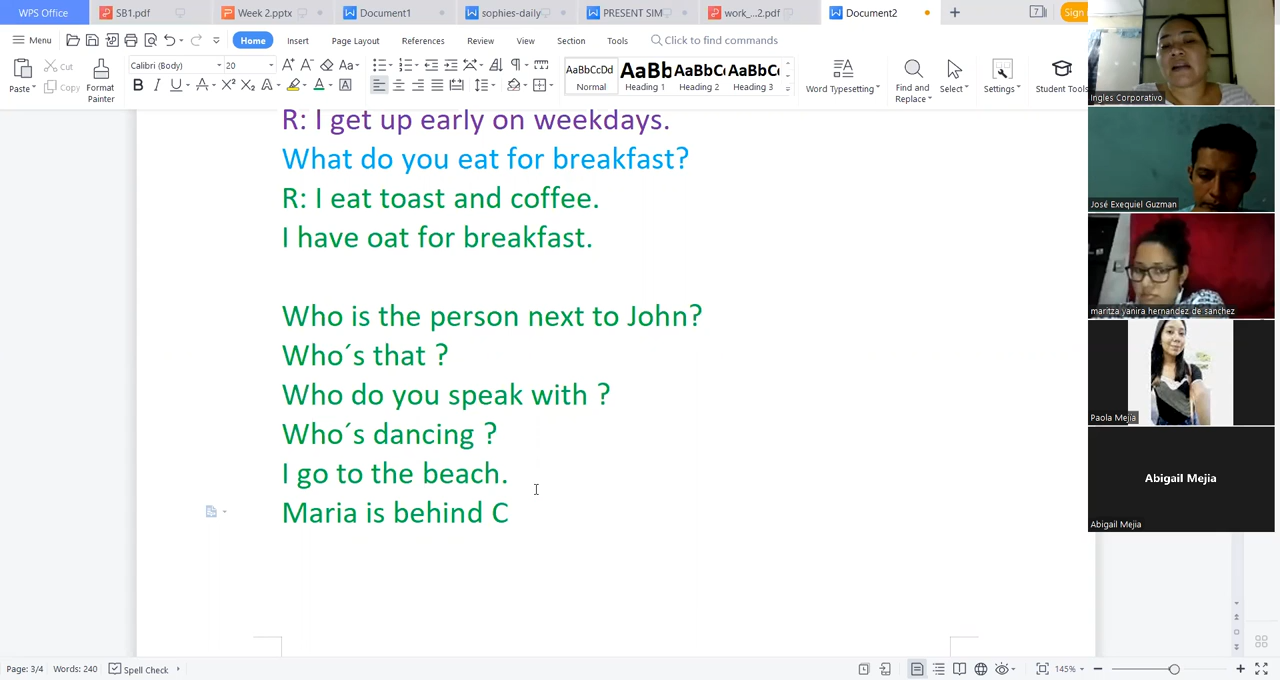 WPS Office SB1.pdf Week 2.pptx Document1 sophies-daily PRESENT SIM work_...2.pdf Document2 Sign
Menu Home Insert Page Layout References Review View Section Tools Click to find commands
Calibri (Body) 20 AaBbCcDd AaBb AaBbC AaBbC
Paste Cut Copy Format Painter Normal Heading 1 Heading 2 Heading 3 Word Typesetting Find and Replace Select Settings Student Tools
Ingles Corporativo
R: I get up early on weekdays.
What do you eat for breakfast?
R: I eat toast and coffee.
José Exequiel Guzman
I have oat for breakfast.
maritza yanira hernandez de sanchez
Who is the person next to John?
Who´s that ?
Who do you speak with ?
Paola Mejia
Who´s dancing ?
I go to the beach.
Abigail Mejia
Maria is behind C
Abigail Mejia
Page: 3/4 Words: 240 Spell Check 145%